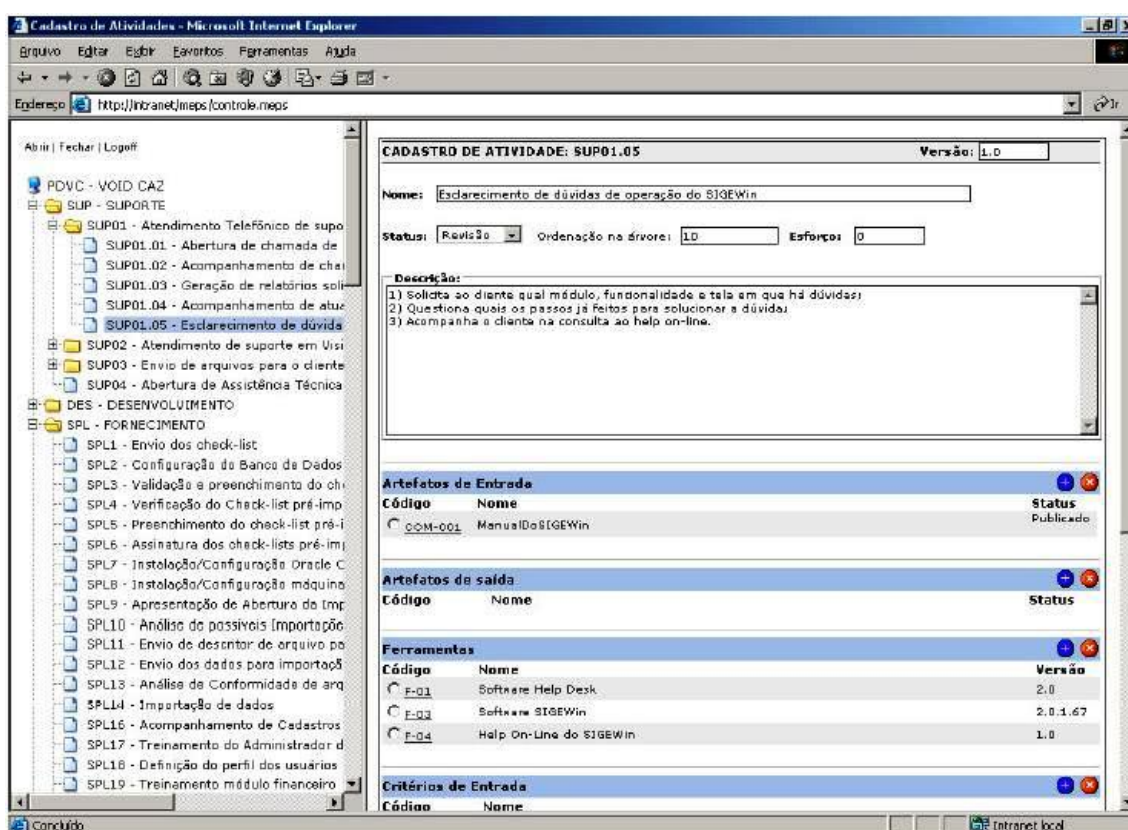 Cadastro de Atividades - Microsoft Internet Explorer
Arquivo Editar Exibir Favoritos Ferramentas Ajuda
Endereço http://intranet/meps/controle.meps Ir
Abrir | Fechar | Logoff
PDVC - VOID CAZ
SUP - SUPORTE
SUP01 - Atendimento Telefônico de supo
SUP01.01 - Abertura de chamada de
SUP01.02 - Acompanhamento de cha
SUP01.03 - Geração de relatórios soli
SUP01.04 - Acompanhamento de atua
SUP01.05 - Esclarecimento de dúvida
SUP02 - Atendimento de suporte em Visi
SUP03 - Envio de arquivos para o cliente
SUP04 - Abertura de Assistência Técnica
DES - DESENVOLVIMENTO
SPL - FORNECIMENTO
SPL1 - Envio dos check-list
SPL2 - Configuração do Banco de Dados
SPL3 - Validação e preenchimento do che
SPL4 - Verificação do Check-list pré-imp
SPL5 - Preenchimento do check-list pré-i
SPL6 - Assinatura dos check-lists pré-im
SPL7 - Instalação/Configuração Oracle C
SPL8 - Instalação/Configuração máquina
SPL9 - Apresentação de Abertura da Imp
SPL10 - Análise de possíveis Importaçõe
SPL11 - Envio de descritor de arquivo pa
SPL12 - Envio dos dados para importaçã
SPL13 - Análise de Conformidade de arq
SPL14 - Importação de dados
SPL16 - Acompanhamento de Cadastros
SPL17 - Treinamento do Administrador d
SPL18 - Definição do perfil dos usuários
SPL19 - Treinamento módulo financeiro
CADASTRO DE ATIVIDADE: SUP01.05 Versão: 1.0
Nome: Esclarecimento de dúvidas de operação do SIGEWin
Status: Revisão Ordenação na árvore: 10 Esforço: 0
Descrição:
1) Solicita ao cliente qual módulo, funcionalidade e tela em que há dúvidas;
2) Questiona quais os passos já feitos para solucionar a dúvida;
3) Acompanha o cliente na consulta ao help on-line.
Artefatos de Entrada
Código Nome Status
COM-001 ManualDoSIGEWin Publicado
Artefatos de saída
Código Nome Status
Ferramentas
Código Nome Versão
F-01 Software Help Desk 2.0
F-03 Software SIGEWin 2.0.1.67
F-04 Help On-Line do SIGEWin 1.0
Critérios de Entrada
Código Nome
Concluído Intranet local